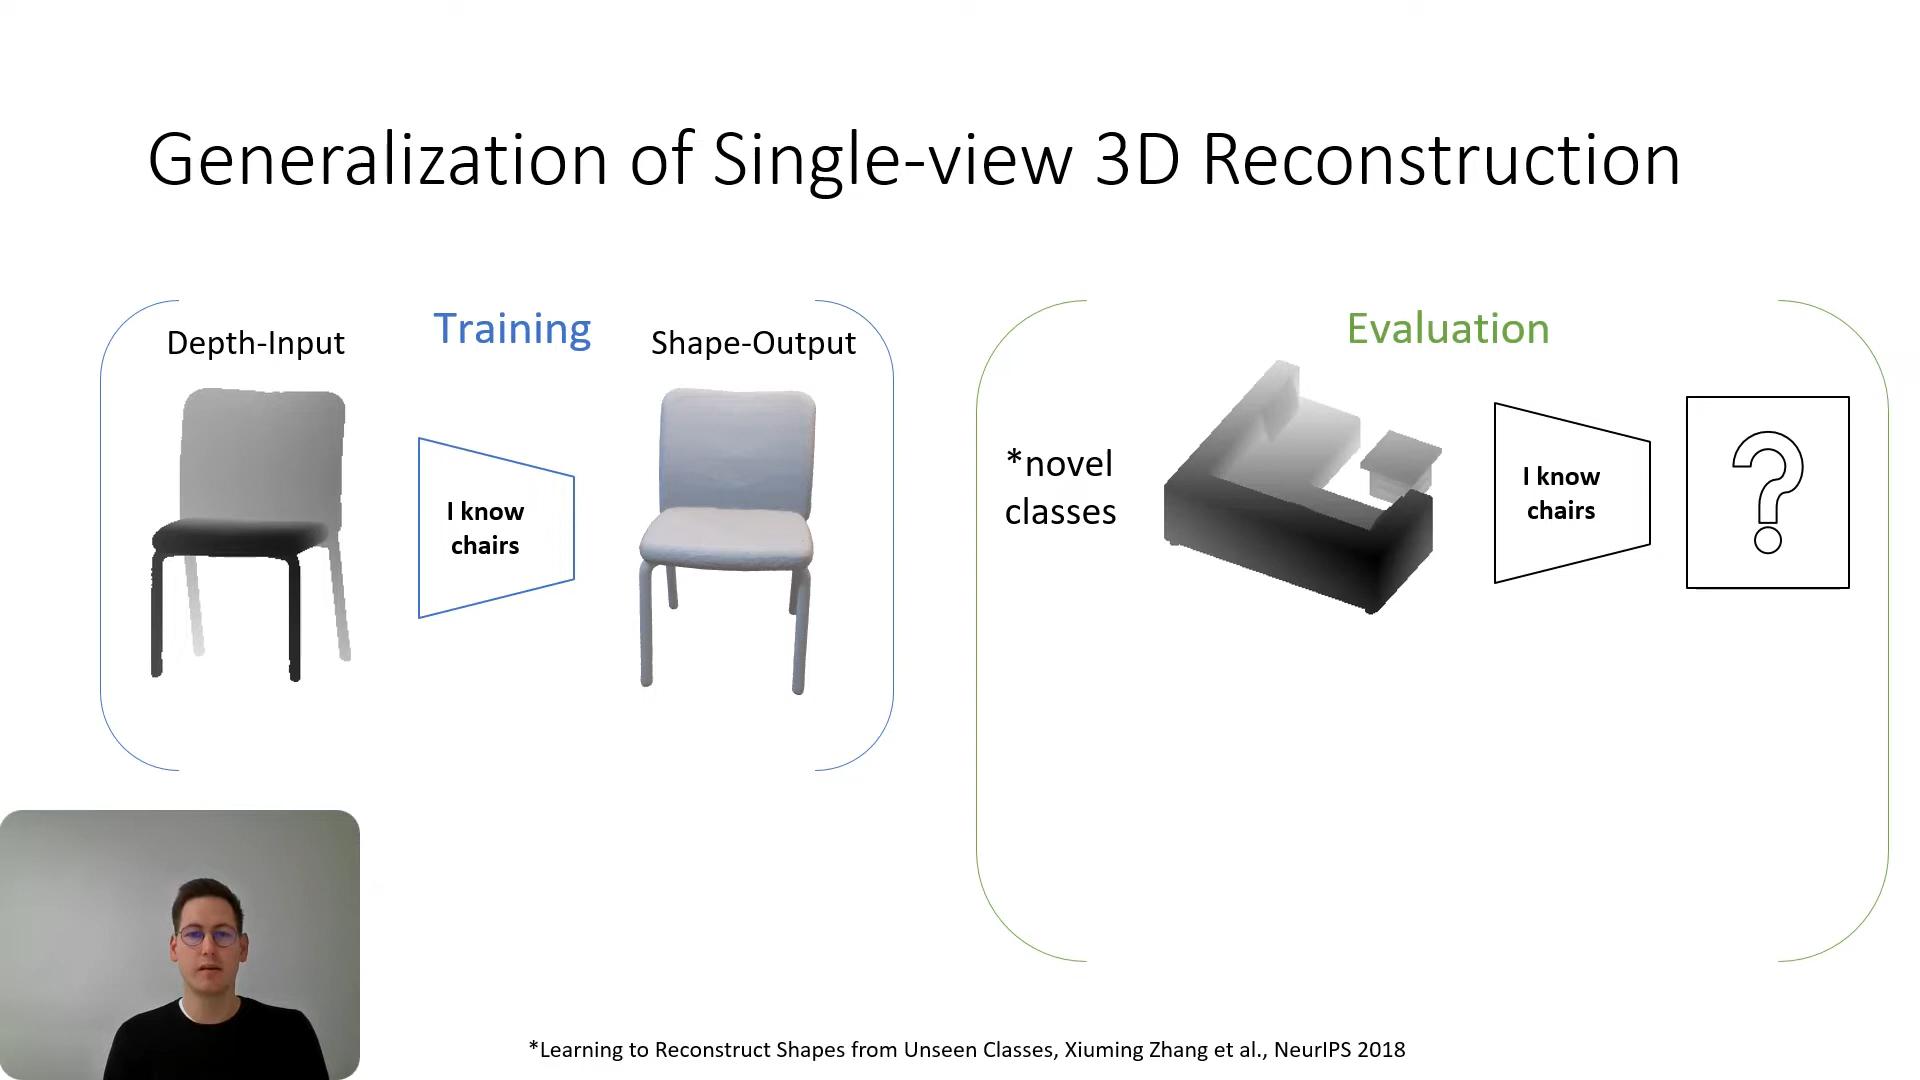 Generalization of Single-view 3D Reconstruction
Depth-Input
Training
Shape-Output
I know
chairs
Evaluation
*novel
classes
I know
chairs
?
*Learning to Reconstruct Shapes from Unseen Classes, Xiuming Zhang et al., NeurIPS 2018